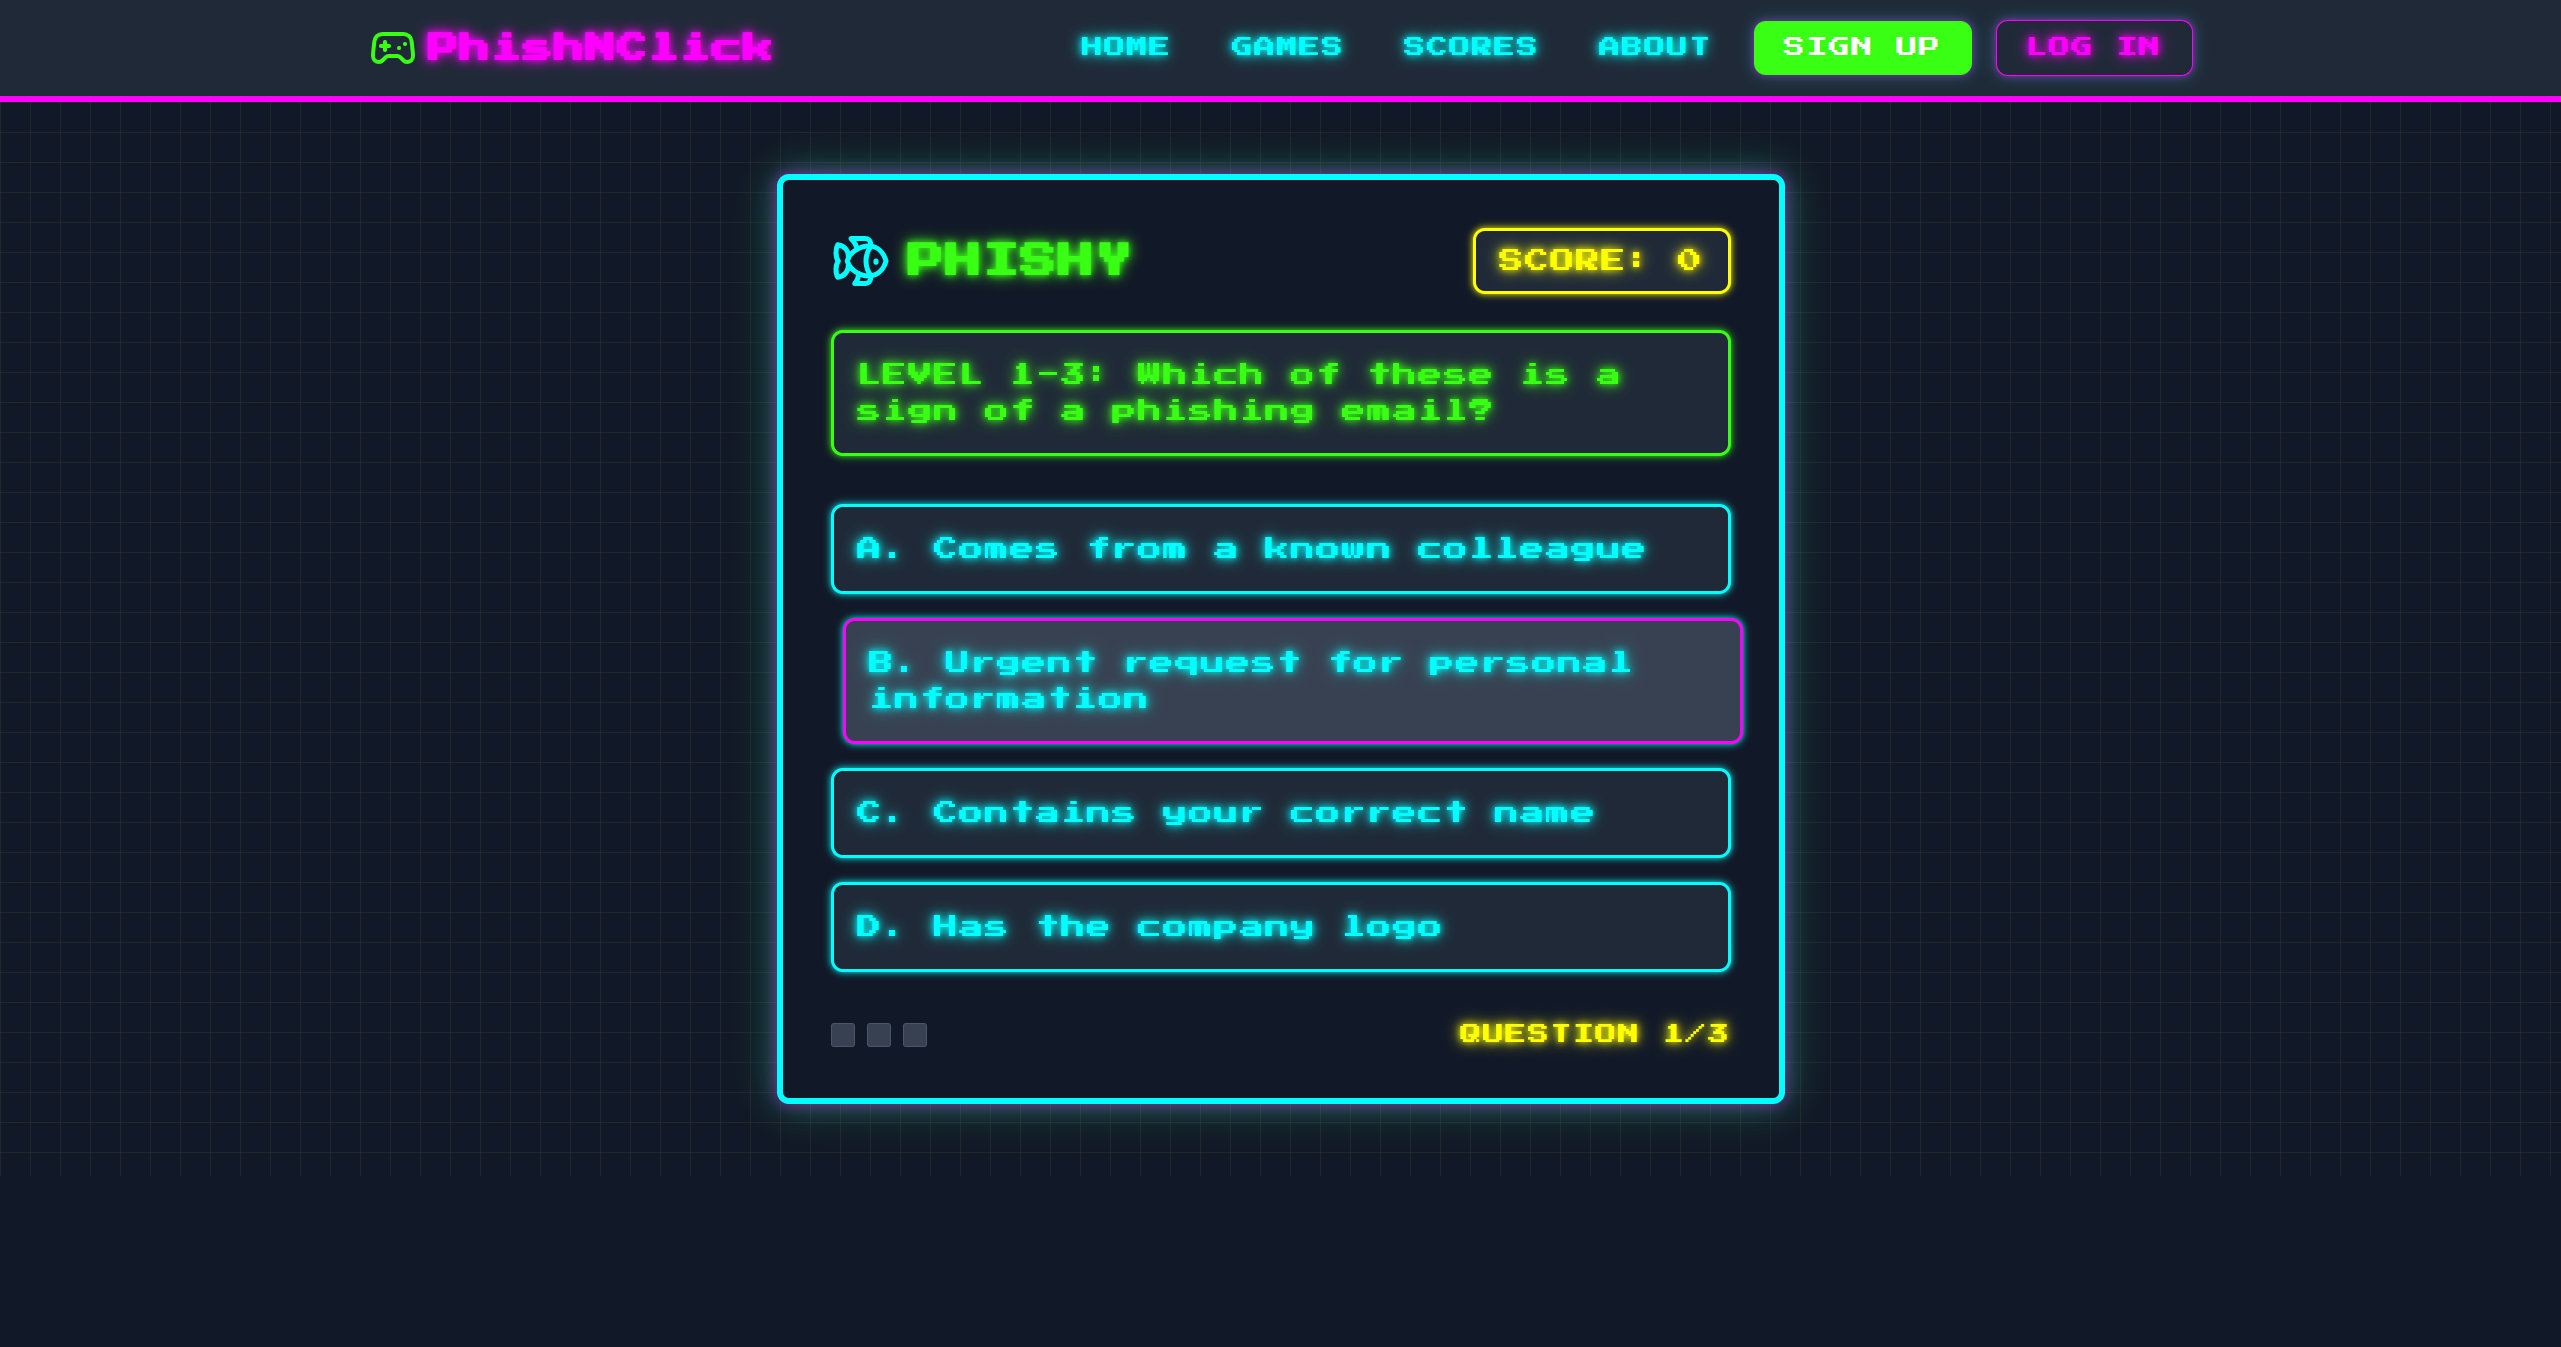 PhishNClick
HOME GAMES SCORES ABOUT SIGN UP LOG IN
PHISHY
SCORE: 0
LEVEL 1-3: Which of these is a
sign of a phishing email?
A. Comes from a known colleague
B. Urgent request for personal
information
C. Contains your correct name
D. Has the company logo
QUESTION 1/3